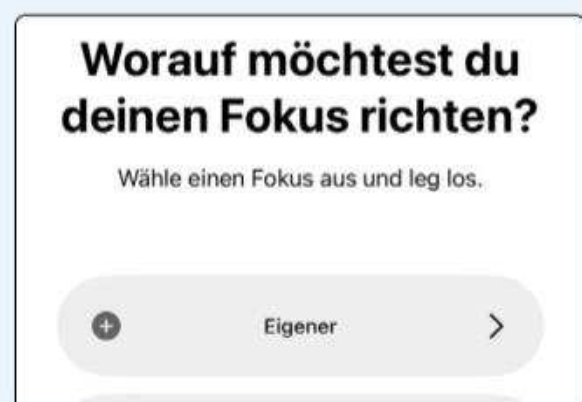 Worauf möchtest du
deinen Fokus richten?
Wähle einen Fokus aus und leg los.
Eigener